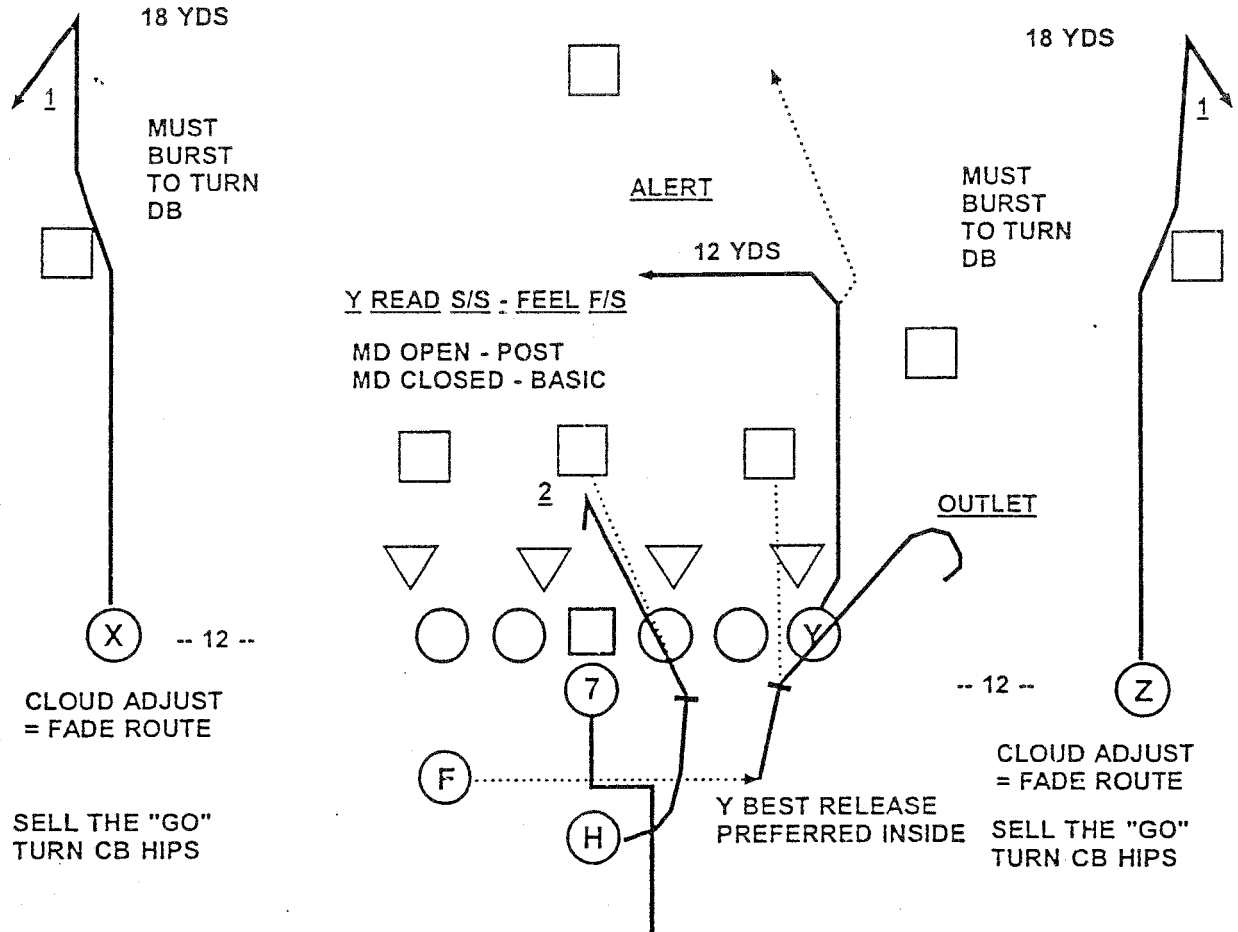 18 YDS
18 YDS
1
1
MUST
BURST
TO TURN
DB
ALERT
MUST
BURST
TO TURN
DB
12 YDS
Y READ S/S - FEEL F/S
MD OPEN - POST
MD CLOSED - BASIC
2
OUTLET
X
-- 12 --
Y
7
-- 12 --
Z
CLOUD ADJUST
= FADE ROUTE
CLOUD ADJUST
= FADE ROUTE
F
Y BEST RELEASE
PREFERRED INSIDE
H
SELL THE "GO"
TURN CB HIPS
SELL THE "GO"
TURN CB HIPS